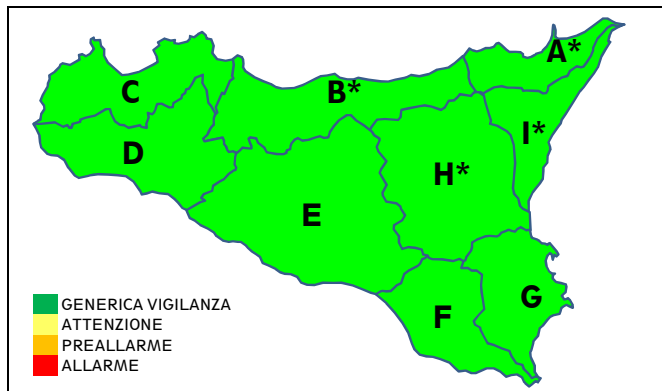 A*
C
B*
I*
D
H*
E
G
F
GENERICA VIGILANZA
ATTENZIONE
PREALLARME
ALLARME